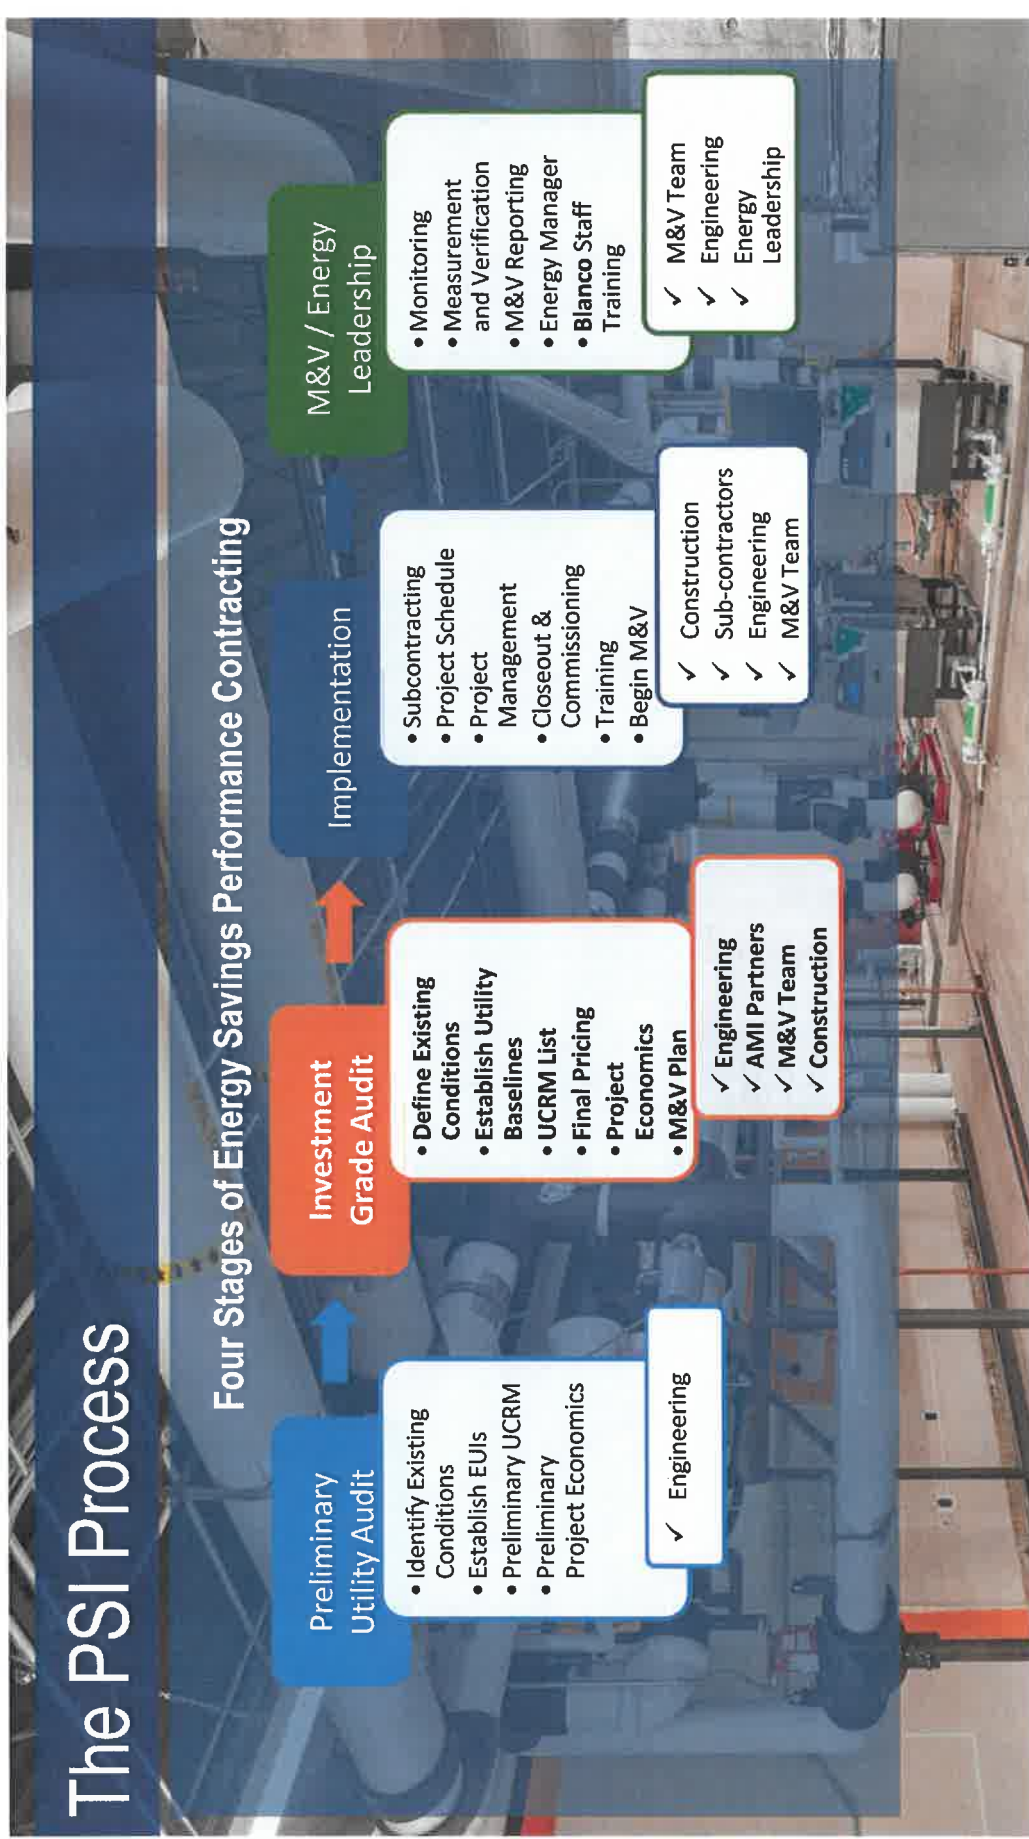 The PSI Process
Four Stages of Energy Savings Performance Contracting
Preliminary
Utility Audit
• Identify Existing
Conditions
• Establish EUIs
• Preliminary UCRM
• Preliminary
Project Economics
✓ Engineering
Investment
Grade Audit
• Define Existing
Conditions
• Establish Utility
Baselines
• UCRM List
• Final Pricing
• Project
Economics
• M&V Plan
✓ Engineering
✓ AMI Partners
✓ M&V Team
✓ Construction
Implementation
• Subcontracting
• Project Schedule
• Project
Management
• Closeout &
Commissioning
• Training
• Begin M&V
✓ Construction
✓ Sub-contractors
✓ Engineering
✓ M&V Team
M&V / Energy
Leadership
• Monitoring
• Measurement
and Verification
• M&V Reporting
• Energy Manager
• Blanco Staff
Training
✓ M&V Team
✓ Engineering
✓ Energy
Leadership